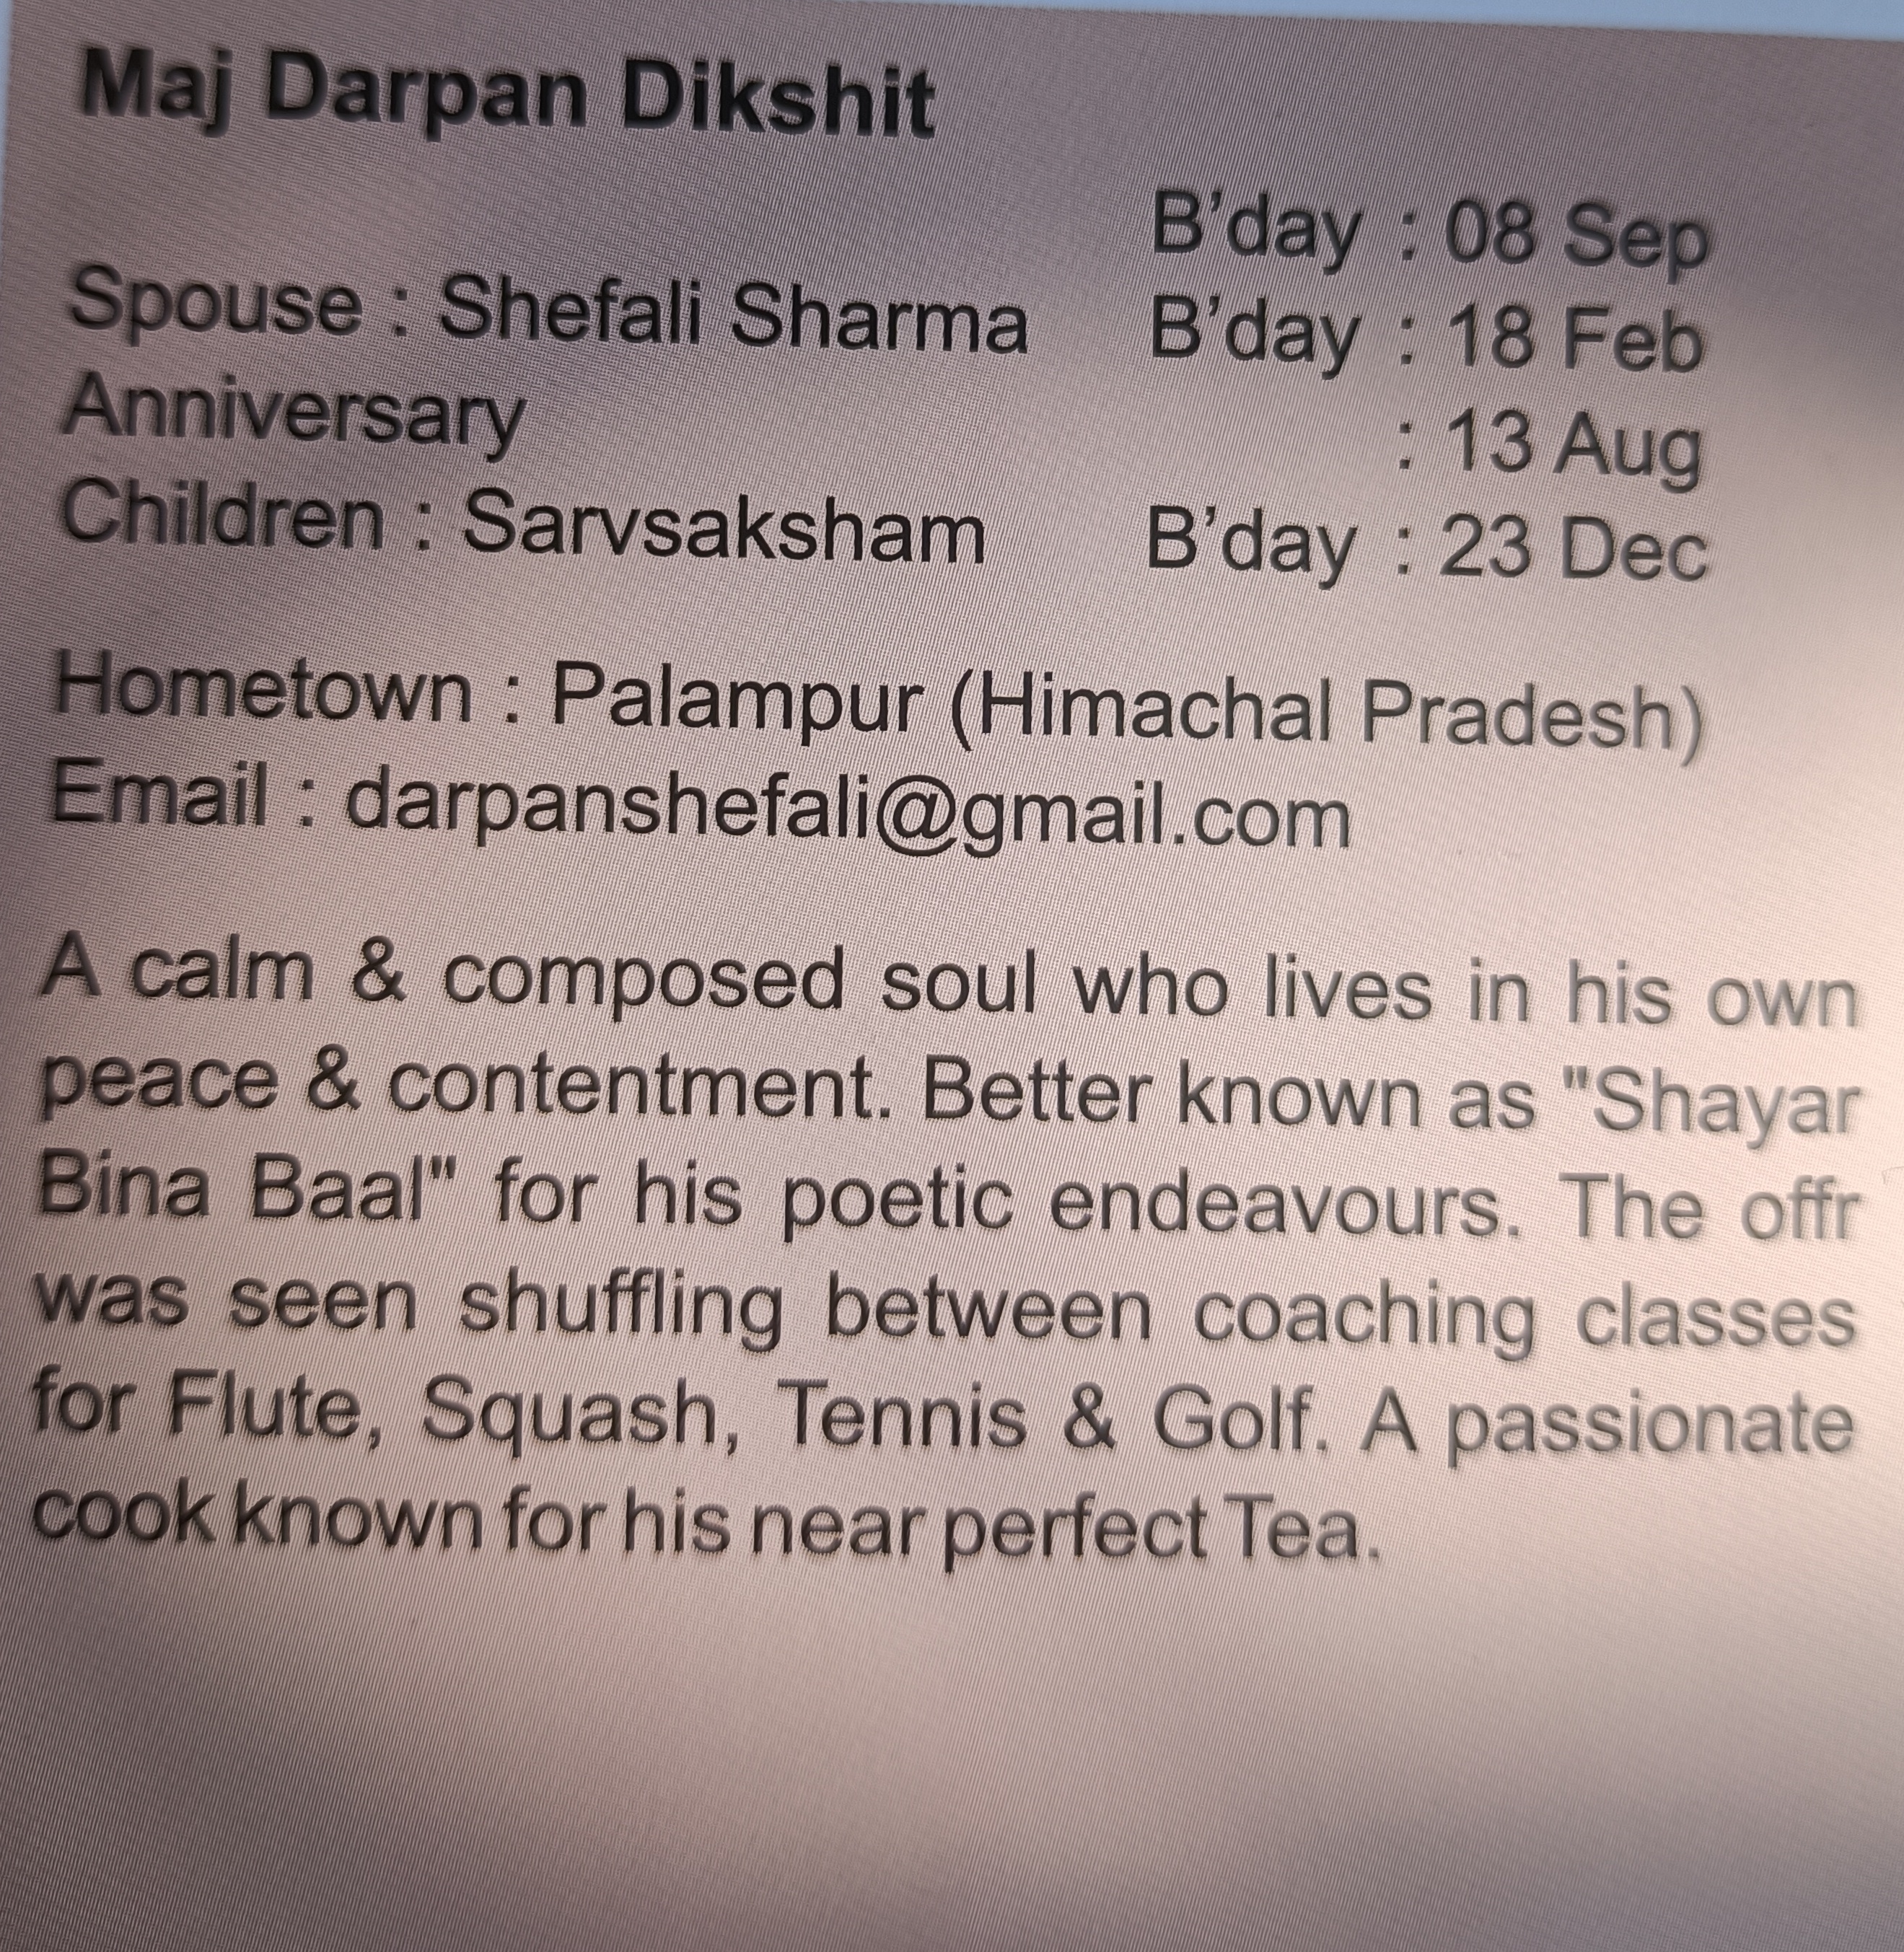 Maj Darpan Dikshit
B'day : 08 Sep
Spouse : Shefali Sharma B'day : 18 Feb
Anniversary : 13 Aug
Children : Sarvsaksham B'day : 23 Dec
Hometown : Palampur (Himachal Pradesh)
Email : darpanshefali@gmail.com
A calm & composed soul who lives in his own
peace & contentment. Better known as "Shayar
Bina Baal" for his poetic endeavours. The offr
was seen shuffling between coaching classes
for Flute, Squash, Tennis & Golf. A passionate
cook known for his near perfect Tea.